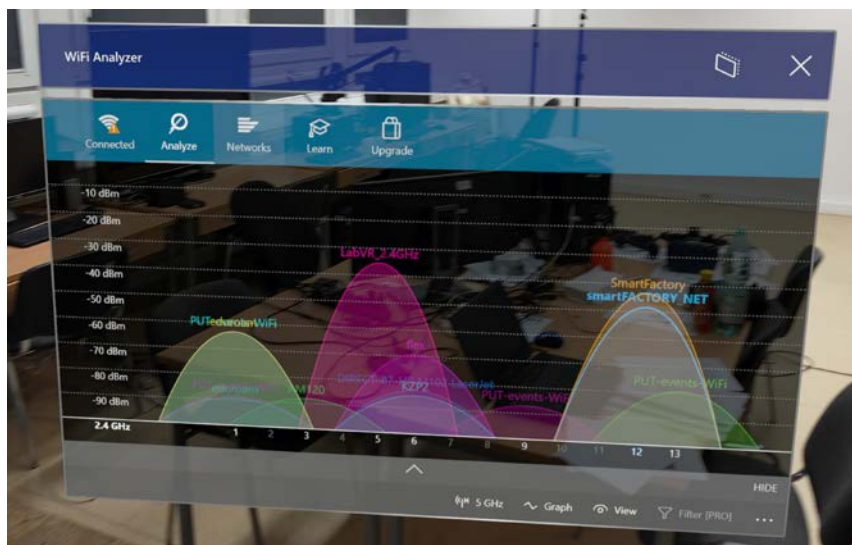 WiFi Analyzer
Connected Analyze Networks Learn Upgrade
-10 dBm
-20 dBm
-30 dBm
LabVR_2.4GHz
-40 dBm
SmartFactory
-50 dBm
smartFACTORY_NET
-60 dBm
-70 dBm
flex
-80 dBm
KZP2
PUT-events-WiFi
PUT-events-WiFi
-90 dBm
2.4 GHz
1 2 3 4 5 6 7 8 9 10 11 12 13
HIDE
5 GHz Graph View Filter [PRO] ...